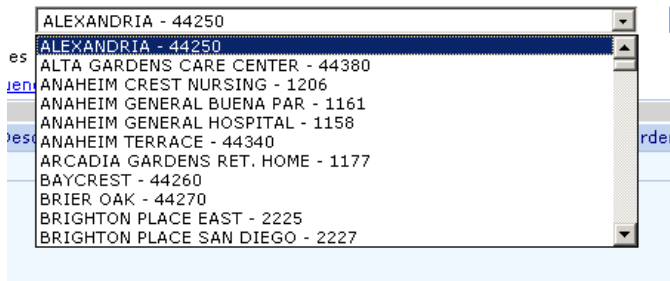 ALEXANDRIA - 44250
ALEXANDRIA - 44250
es
ALTA GARDENS CARE CENTER - 44380
ANAHEIM CREST NURSING - 1206
ANAHEIM GENERAL BUENA PAR - 1161
ANAHEIM GENERAL HOSPITAL - 1158
ANAHEIM TERRACE - 44340
ARCADIA GARDENS RET. HOME - 1177
BAYCREST - 44260
BRIER OAK - 44270
BRIGHTON PLACE EAST - 2225
BRIGHTON PLACE SAN DIEGO - 2227